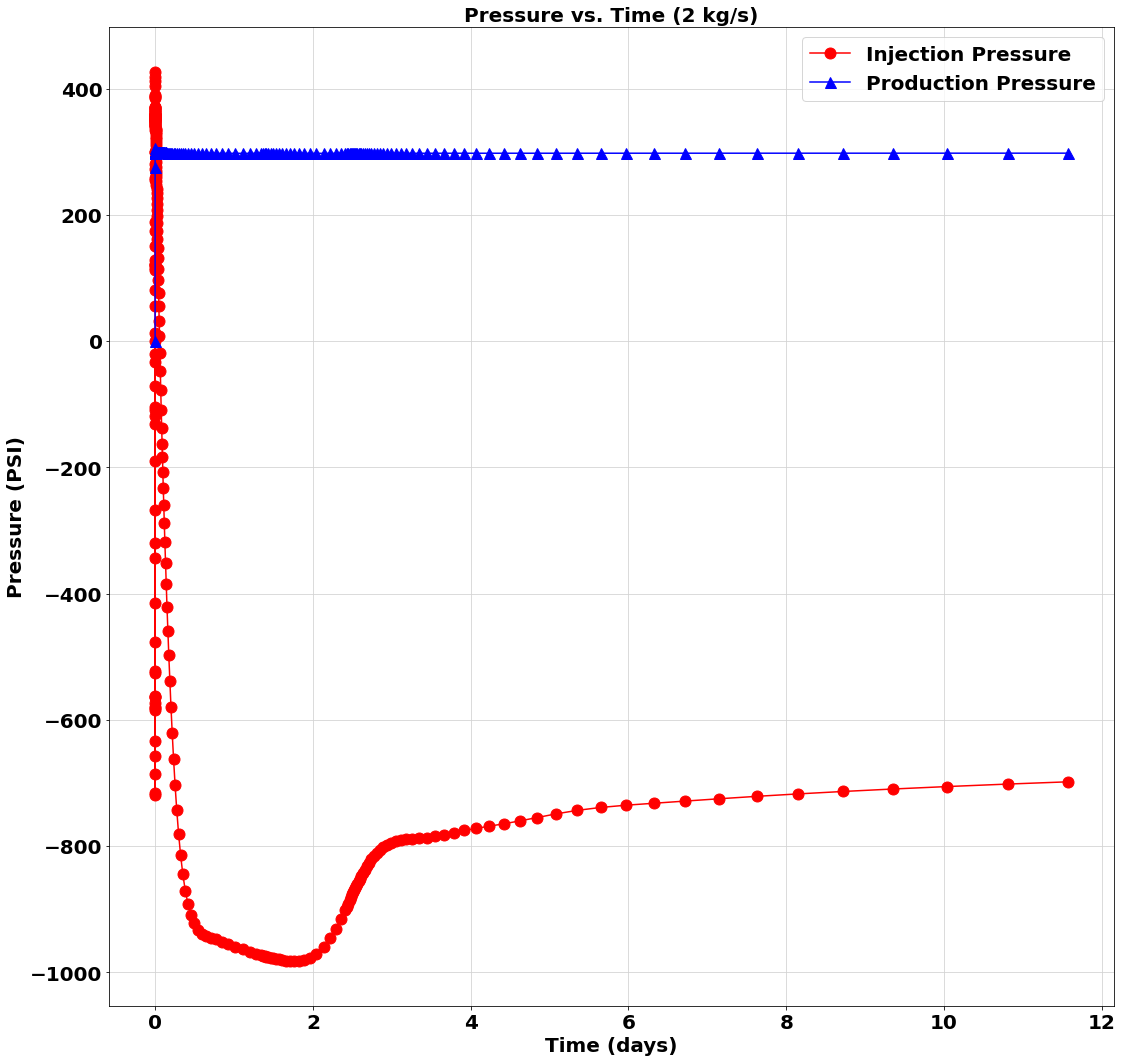 Pressure vs. Time (2 kg/s)
Injection Pressure
Production Pressure
Pressure (PSI)
400
200
0
−200
−400
−600
−800
−1000
0 2 4 6 8 10 12
Time (days)